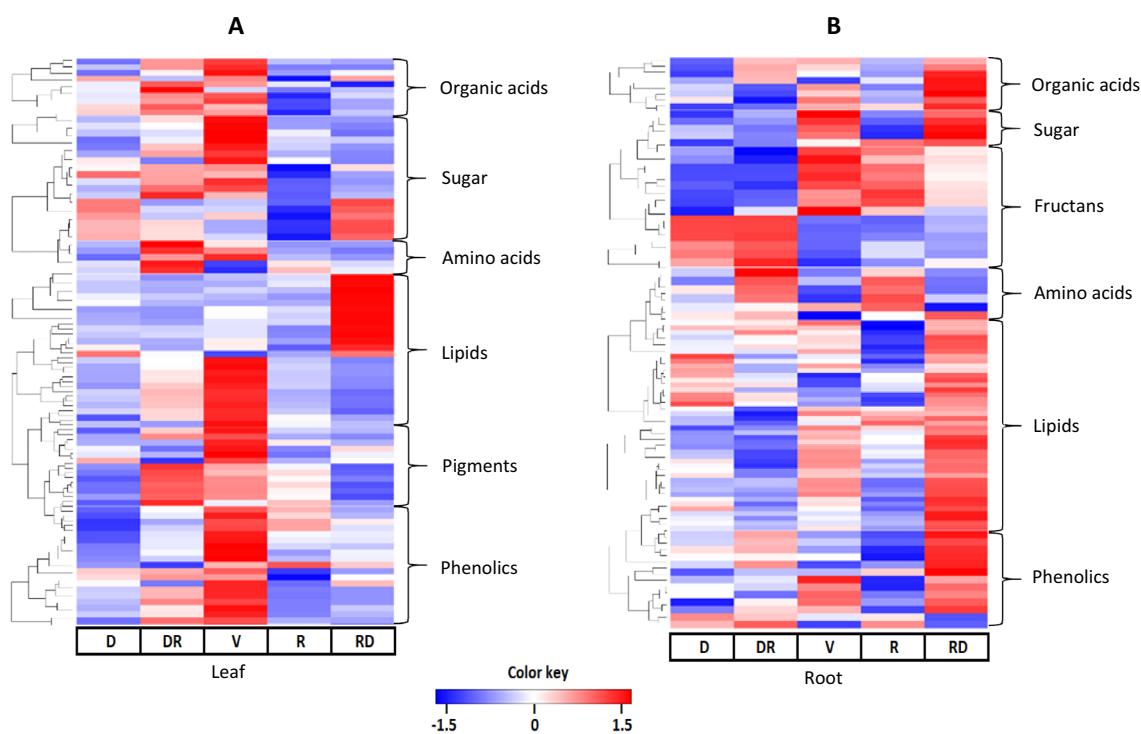 A
Organic acids
Sugar
Amino acids
Lipids
Pigments
Phenolics
D DR V R RD
Leaf
B
Organic acids
Sugar
Fructans
Amino acids
Lipids
Phenolics
D DR V R RD
Root
Color key
-1.5 0 1.5